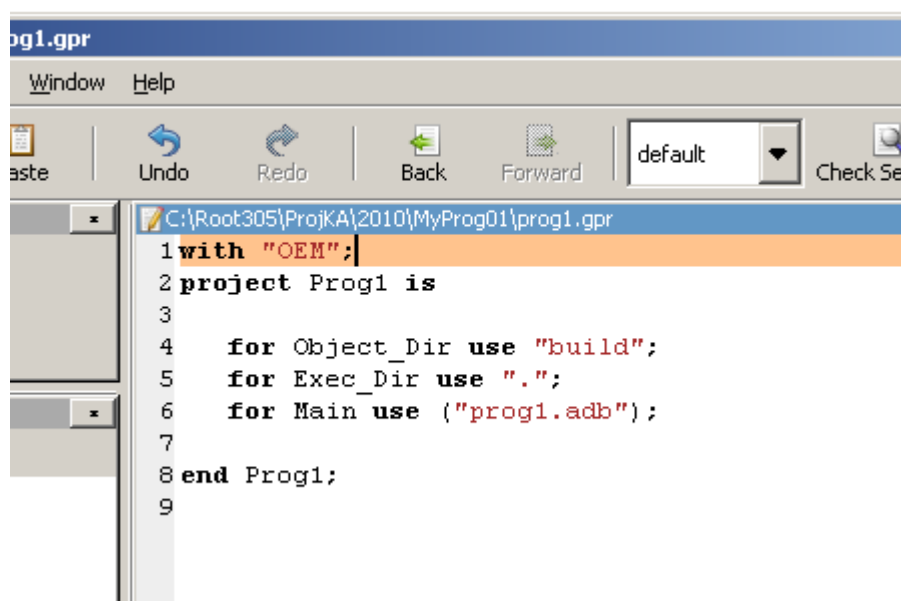 og1.gpr
Window Help
aste Undo Redo Back Forward default Check Se
C:\Root305\ProjKA\2010\MyProg01\prog1.gpr
1 with "OEM";
2 project Prog1 is
3
4 for Object_Dir use "build";
5 for Exec_Dir use ".";
6 for Main use ("prog1.adb");
7
8 end Prog1;
9